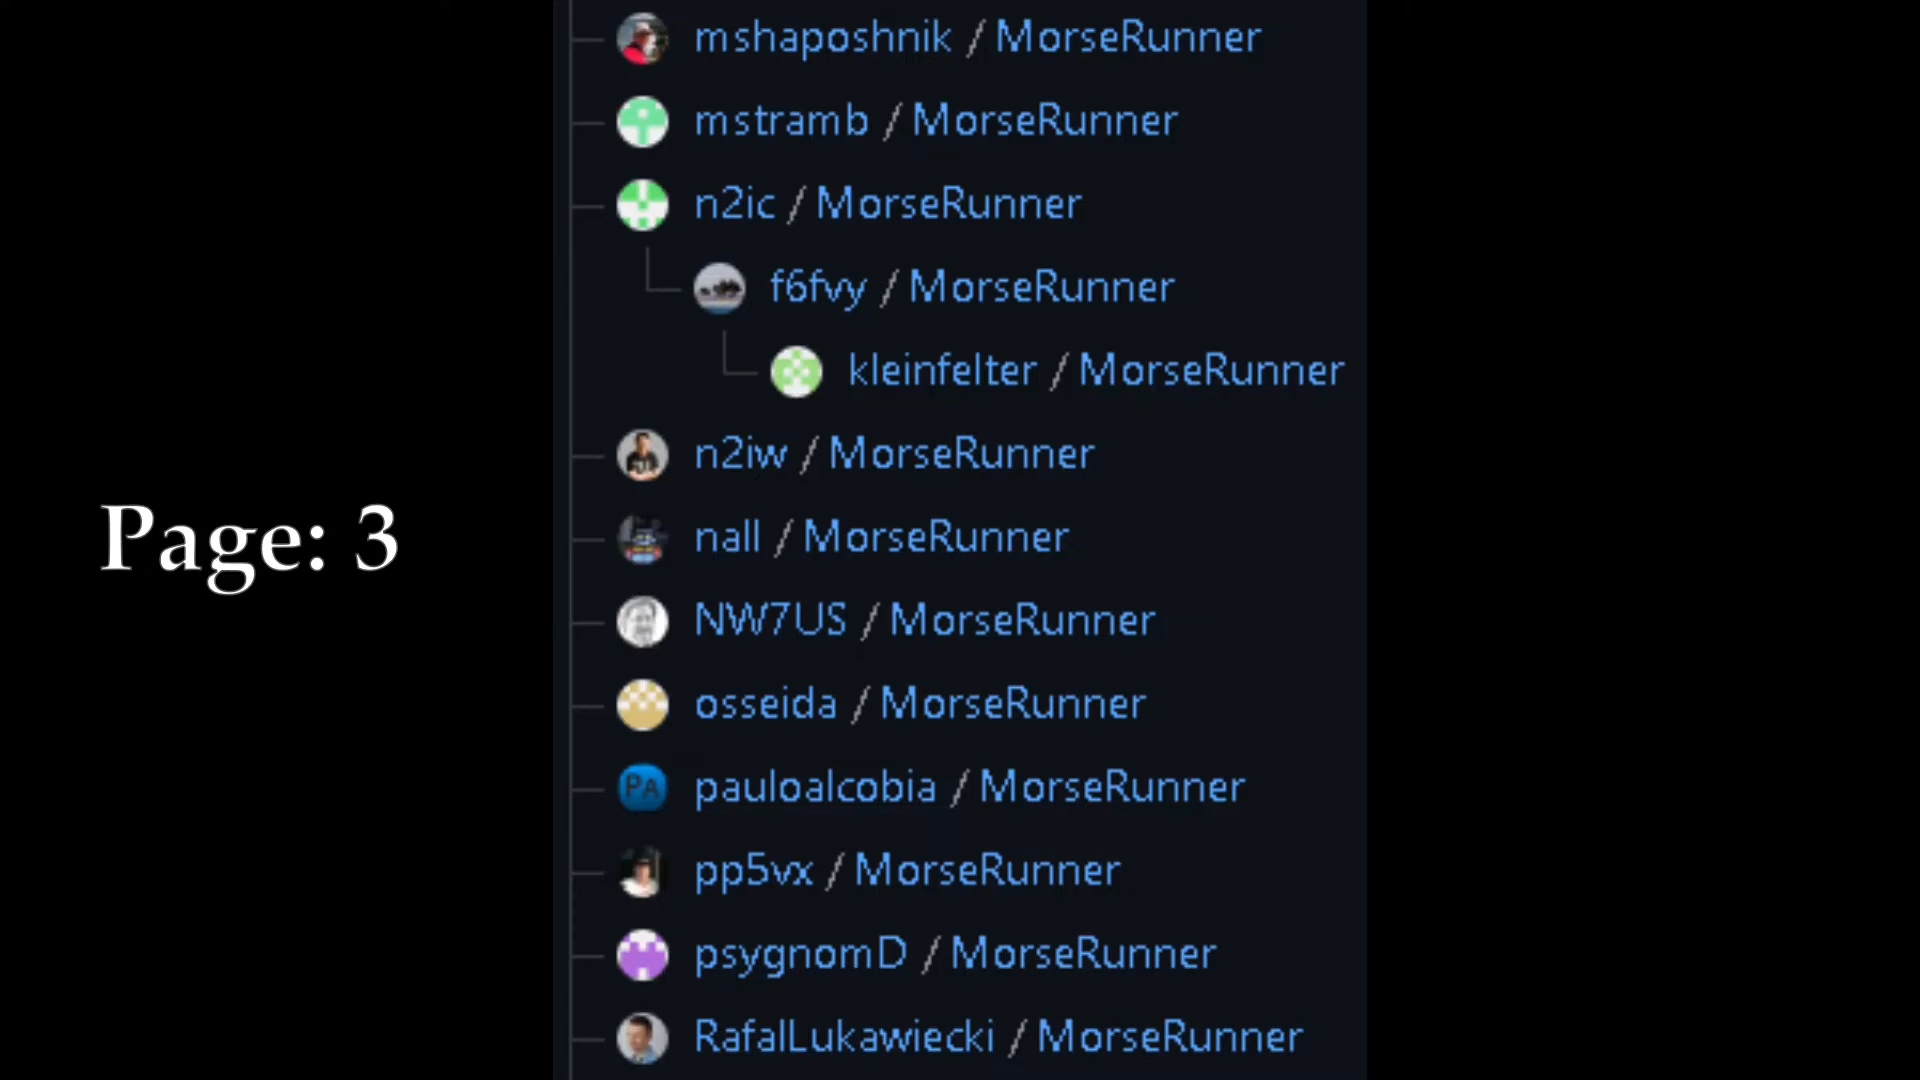 mshaposhnik / MorseRunner
mstramb / MorseRunner
n2ic / MorseRunner
f6fvy / MorseRunner
kleinfelter / MorseRunner
n2iw / MorseRunner
Page: 3
nall / MorseRunner
NW7US / MorseRunner
osseida / MorseRunner
PA
pauloalcobia / MorseRunner
pp5vx / MorseRunner
psygnomD / MorseRunner
RafalLukawiecki / MorseRunner